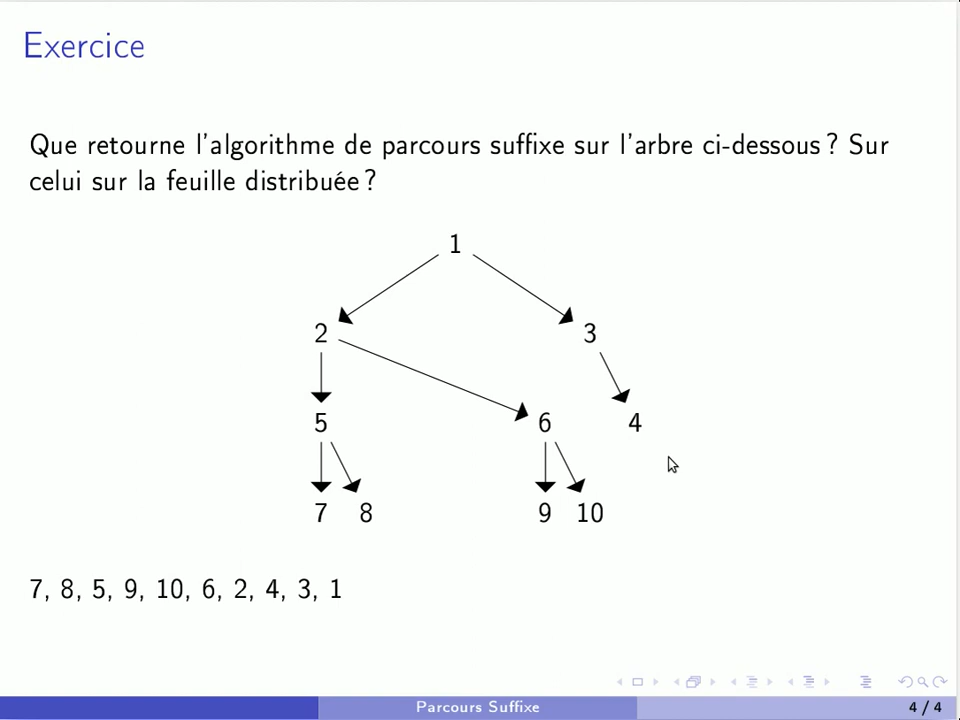 Exercice
Que retourne l'algorithme de parcours suffixe sur l'arbre ci-dessous ? Sur
celui sur la feuille distribuée ?
1
2 3
5 6 4
7 8 9 10
7, 8, 5, 9, 10, 6, 2, 4, 3, 1
Parcours Suffixe 4 / 4